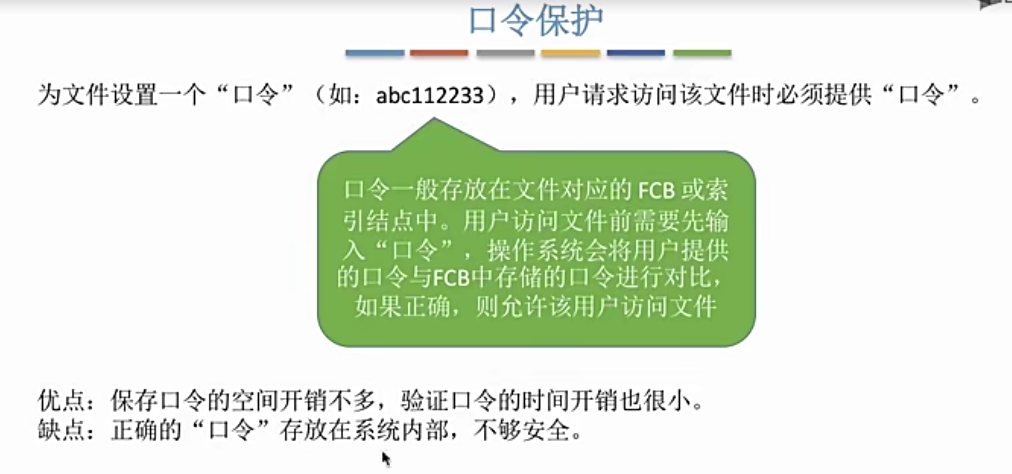 口令保护
为文件设置一个“口令”（如：abc112233），用户请求访问该文件时必须提供“口令”。
口令一般存放在文件对应的 FCB 或索
引结点中。用户访问文件前需要先输
入“口令”，操作系统会将用户提供
的口令与FCB中存储的口令进行对比，
如果正确，则允许该用户访问文件
优点：保存口令的空间开销不多，验证口令的时间开销也很小。
缺点：正确的“口令”存放在系统内部，不够安全。